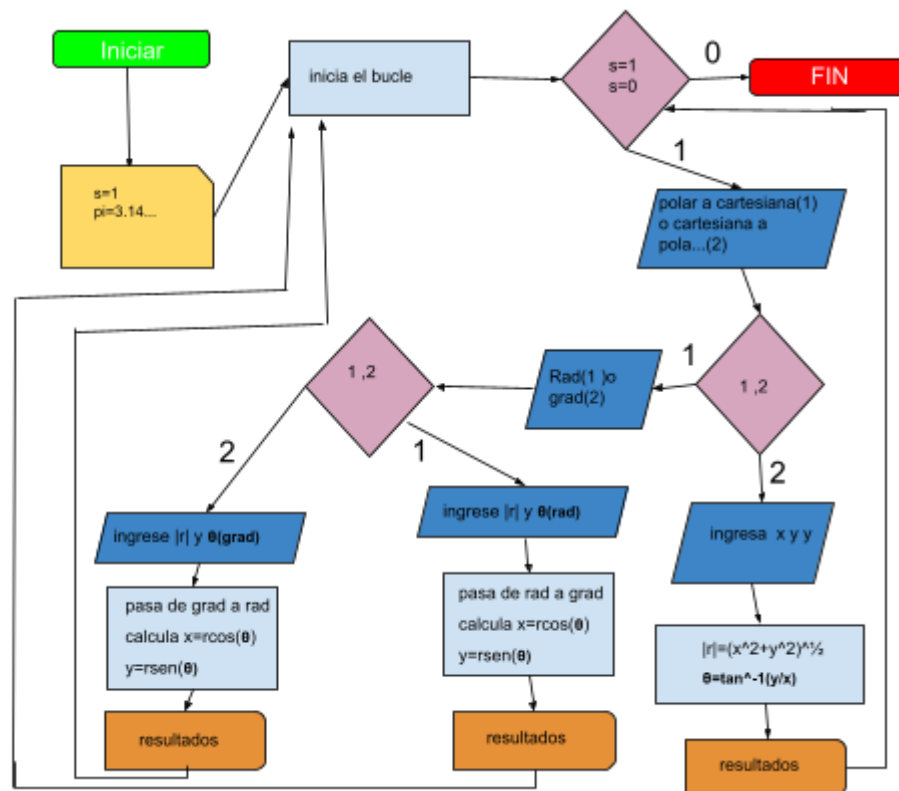 Iniciar
inicia el bucle
s=1
s=0
0
FIN
1
s=1
pi=3.14...
polar a cartesiana(1)
o cartesiana a
pola...(2)
1 ,2
Rad(1 )o
grad(2)
1
1 ,2
2
1
2
ingrese |r| y θ(grad)
ingrese |r| y θ(rad)
ingresa x y y
pasa de grad a rad
calcula x=rcos(θ)
y=rsen(θ)
pasa de rad a grad
calcula x=rcos(θ)
y=rsen(θ)
|r|=(x^2+y^2)^½
θ=tan^-1(y/x)
resultados
resultados
resultados